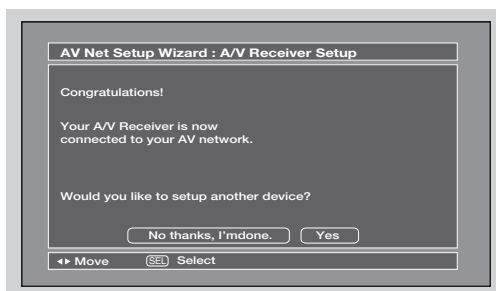 AV Net Setup Wizard : A/V Receiver Setup
Congratulations!
Your A/V Receiver is now
connected to your AV network.
Would you like to setup another device?
No thanks, I'mdone. Yes
◂▸ Move SEL Select